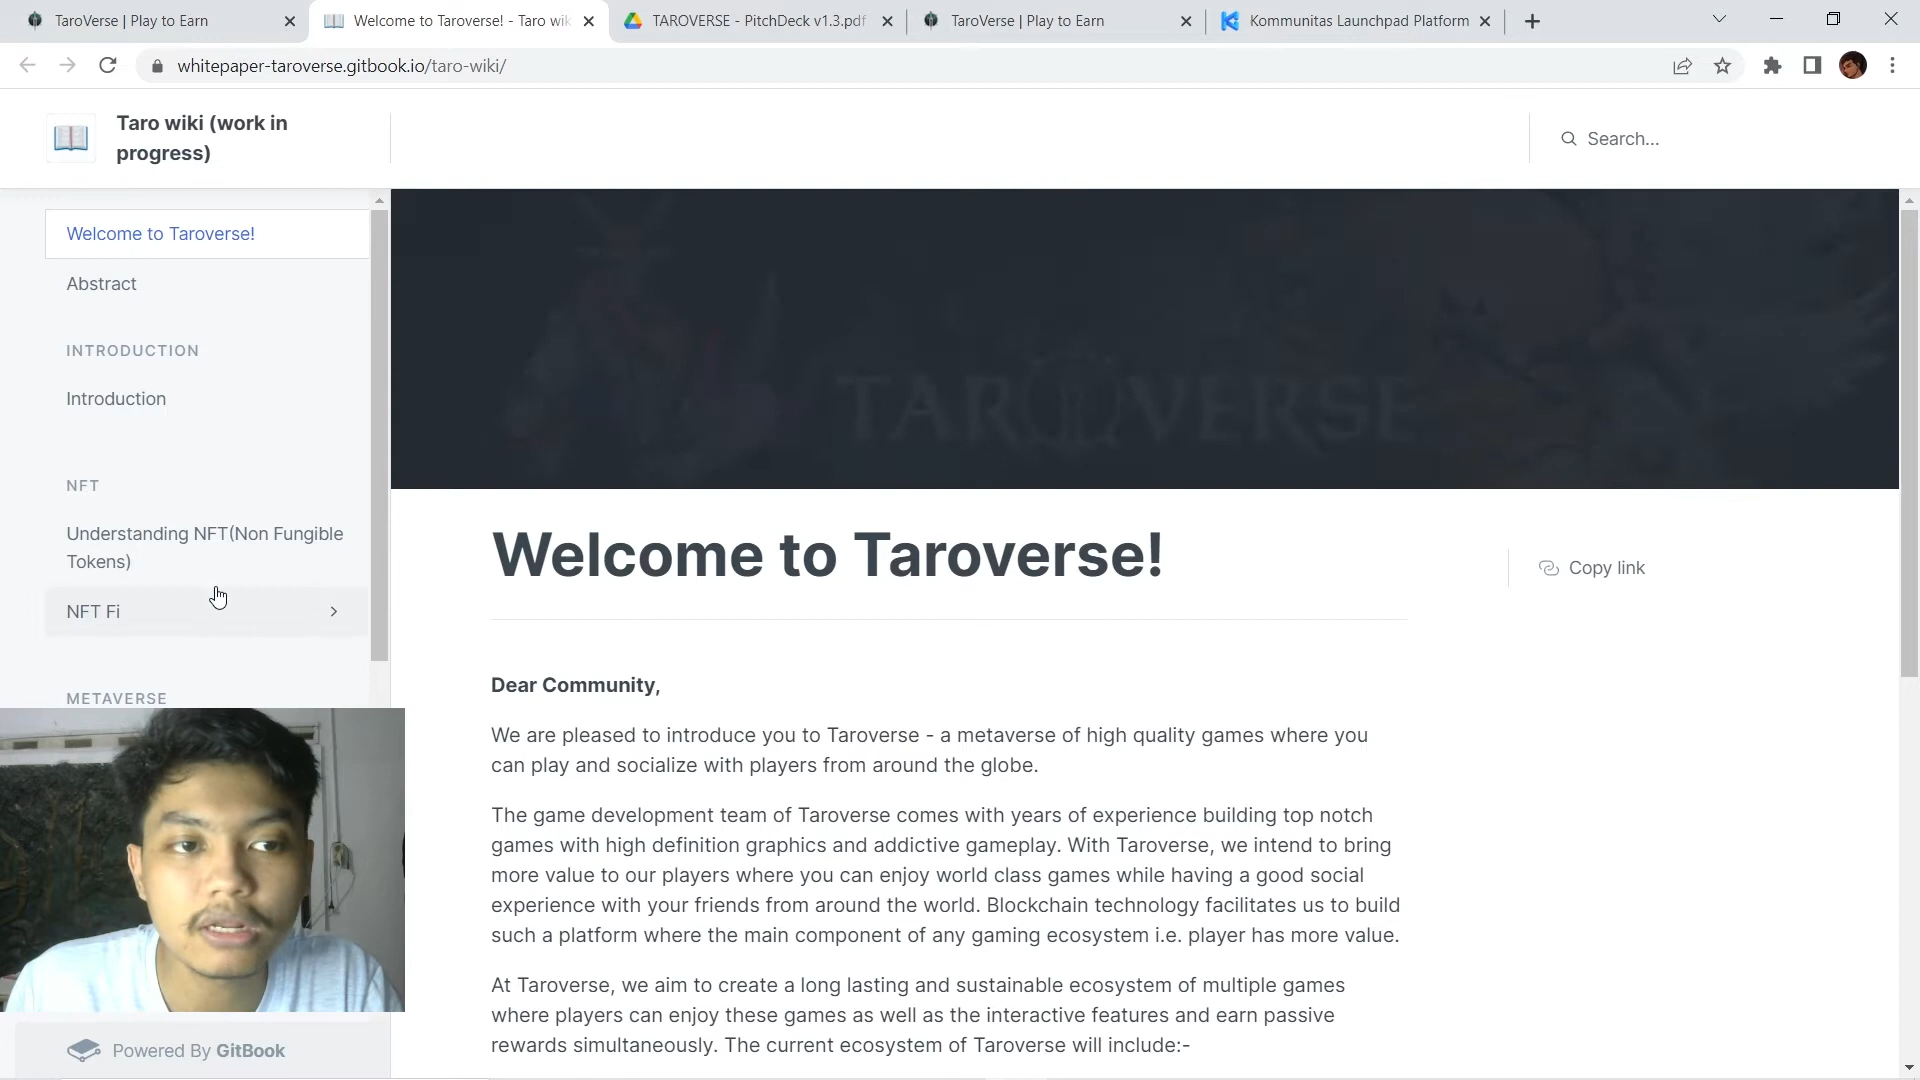 TaroVerse | Play to Earn
Welcome to Taroverse! - Taro wik
TAROVERSE - PitchDeck v1.3.pdf
TaroVerse | Play to Earn
Kommunitas Launchpad Platform
whitepaper-taroverse.gitbook.io/taro-wiki/
Taro wiki (work in
progress)
Search...
Welcome to Taroverse!
Abstract
INTRODUCTION
Introduction
NFT
Understanding NFT(Non Fungible
Tokens)
NFT Fi
METAVERSE
Powered By GitBook
TAROVERSE
Welcome to Taroverse!
Copy link
Dear Community,
We are pleased to introduce you to Taroverse - a metaverse of high quality games where you
can play and socialize with players from around the globe.
The game development team of Taroverse comes with years of experience building top notch
games with high definition graphics and addictive gameplay. With Taroverse, we intend to bring
more value to our players where you can enjoy world class games while having a good social
experience with your friends from around the world. Blockchain technology facilitates us to build
such a platform where the main component of any gaming ecosystem i.e. player has more value.
At Taroverse, we aim to create a long lasting and sustainable ecosystem of multiple games
where players can enjoy these games as well as the interactive features and earn passive
rewards simultaneously. The current ecosystem of Taroverse will include:-